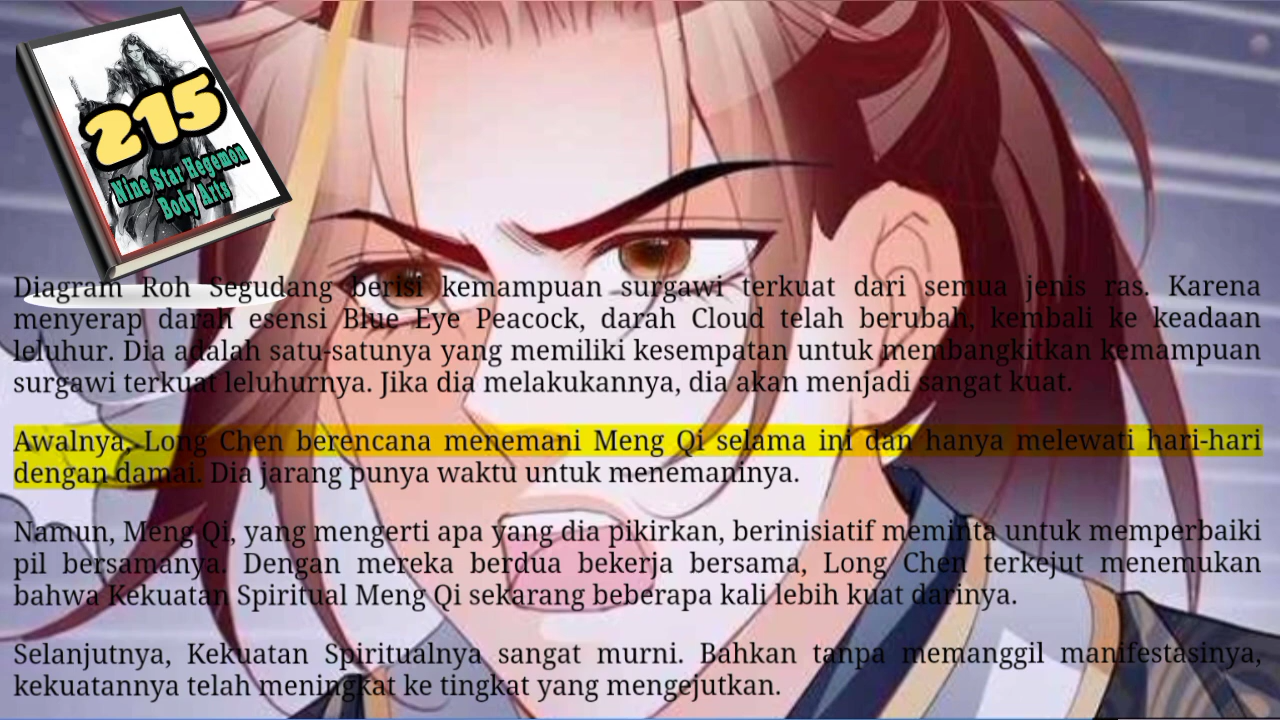 215
Nine Star Hegemon
Body Arts
Diagram Roh Segudang berisi kemampuan surgawi terkuat dari semua jenis ras. Karena
menyerap darah esensi Blue Eye Peacock, darah Cloud telah berubah, kembali ke keadaan
leluhur. Dia adalah satu-satunya yang memiliki kesempatan untuk membangkitkan kemampuan
surgawi terkuat leluhurnya. Jika dia melakukannya, dia akan menjadi sangat kuat.
Awalnya, Long Chen berencana menemani Meng Qi selama ini dan hanya melewati hari-hari
dengan damai. Dia jarang punya waktu untuk menemaninya.
Namun, Meng Qi, yang mengerti apa yang dia pikirkan, berinisiatif meminta untuk memperbaiki
pil bersamanya. Dengan mereka berdua bekerja bersama, Long Chen terkejut menemukan
bahwa Kekuatan Spiritual Meng Qi sekarang beberapa kali lebih kuat darinya.
Selanjutnya, Kekuatan Spiritualnya sangat murni. Bahkan tanpa memanggil manifestasinya,
kekuatannya telah meningkat ke tingkat yang mengejutkan.